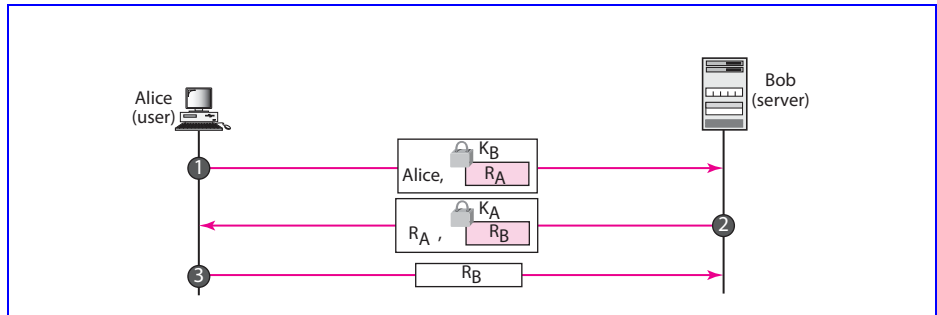 Alice
(user)
Bob
(server)
1
K_B
Alice, R_A
K_A
2
R_A , R_B
3
R_B